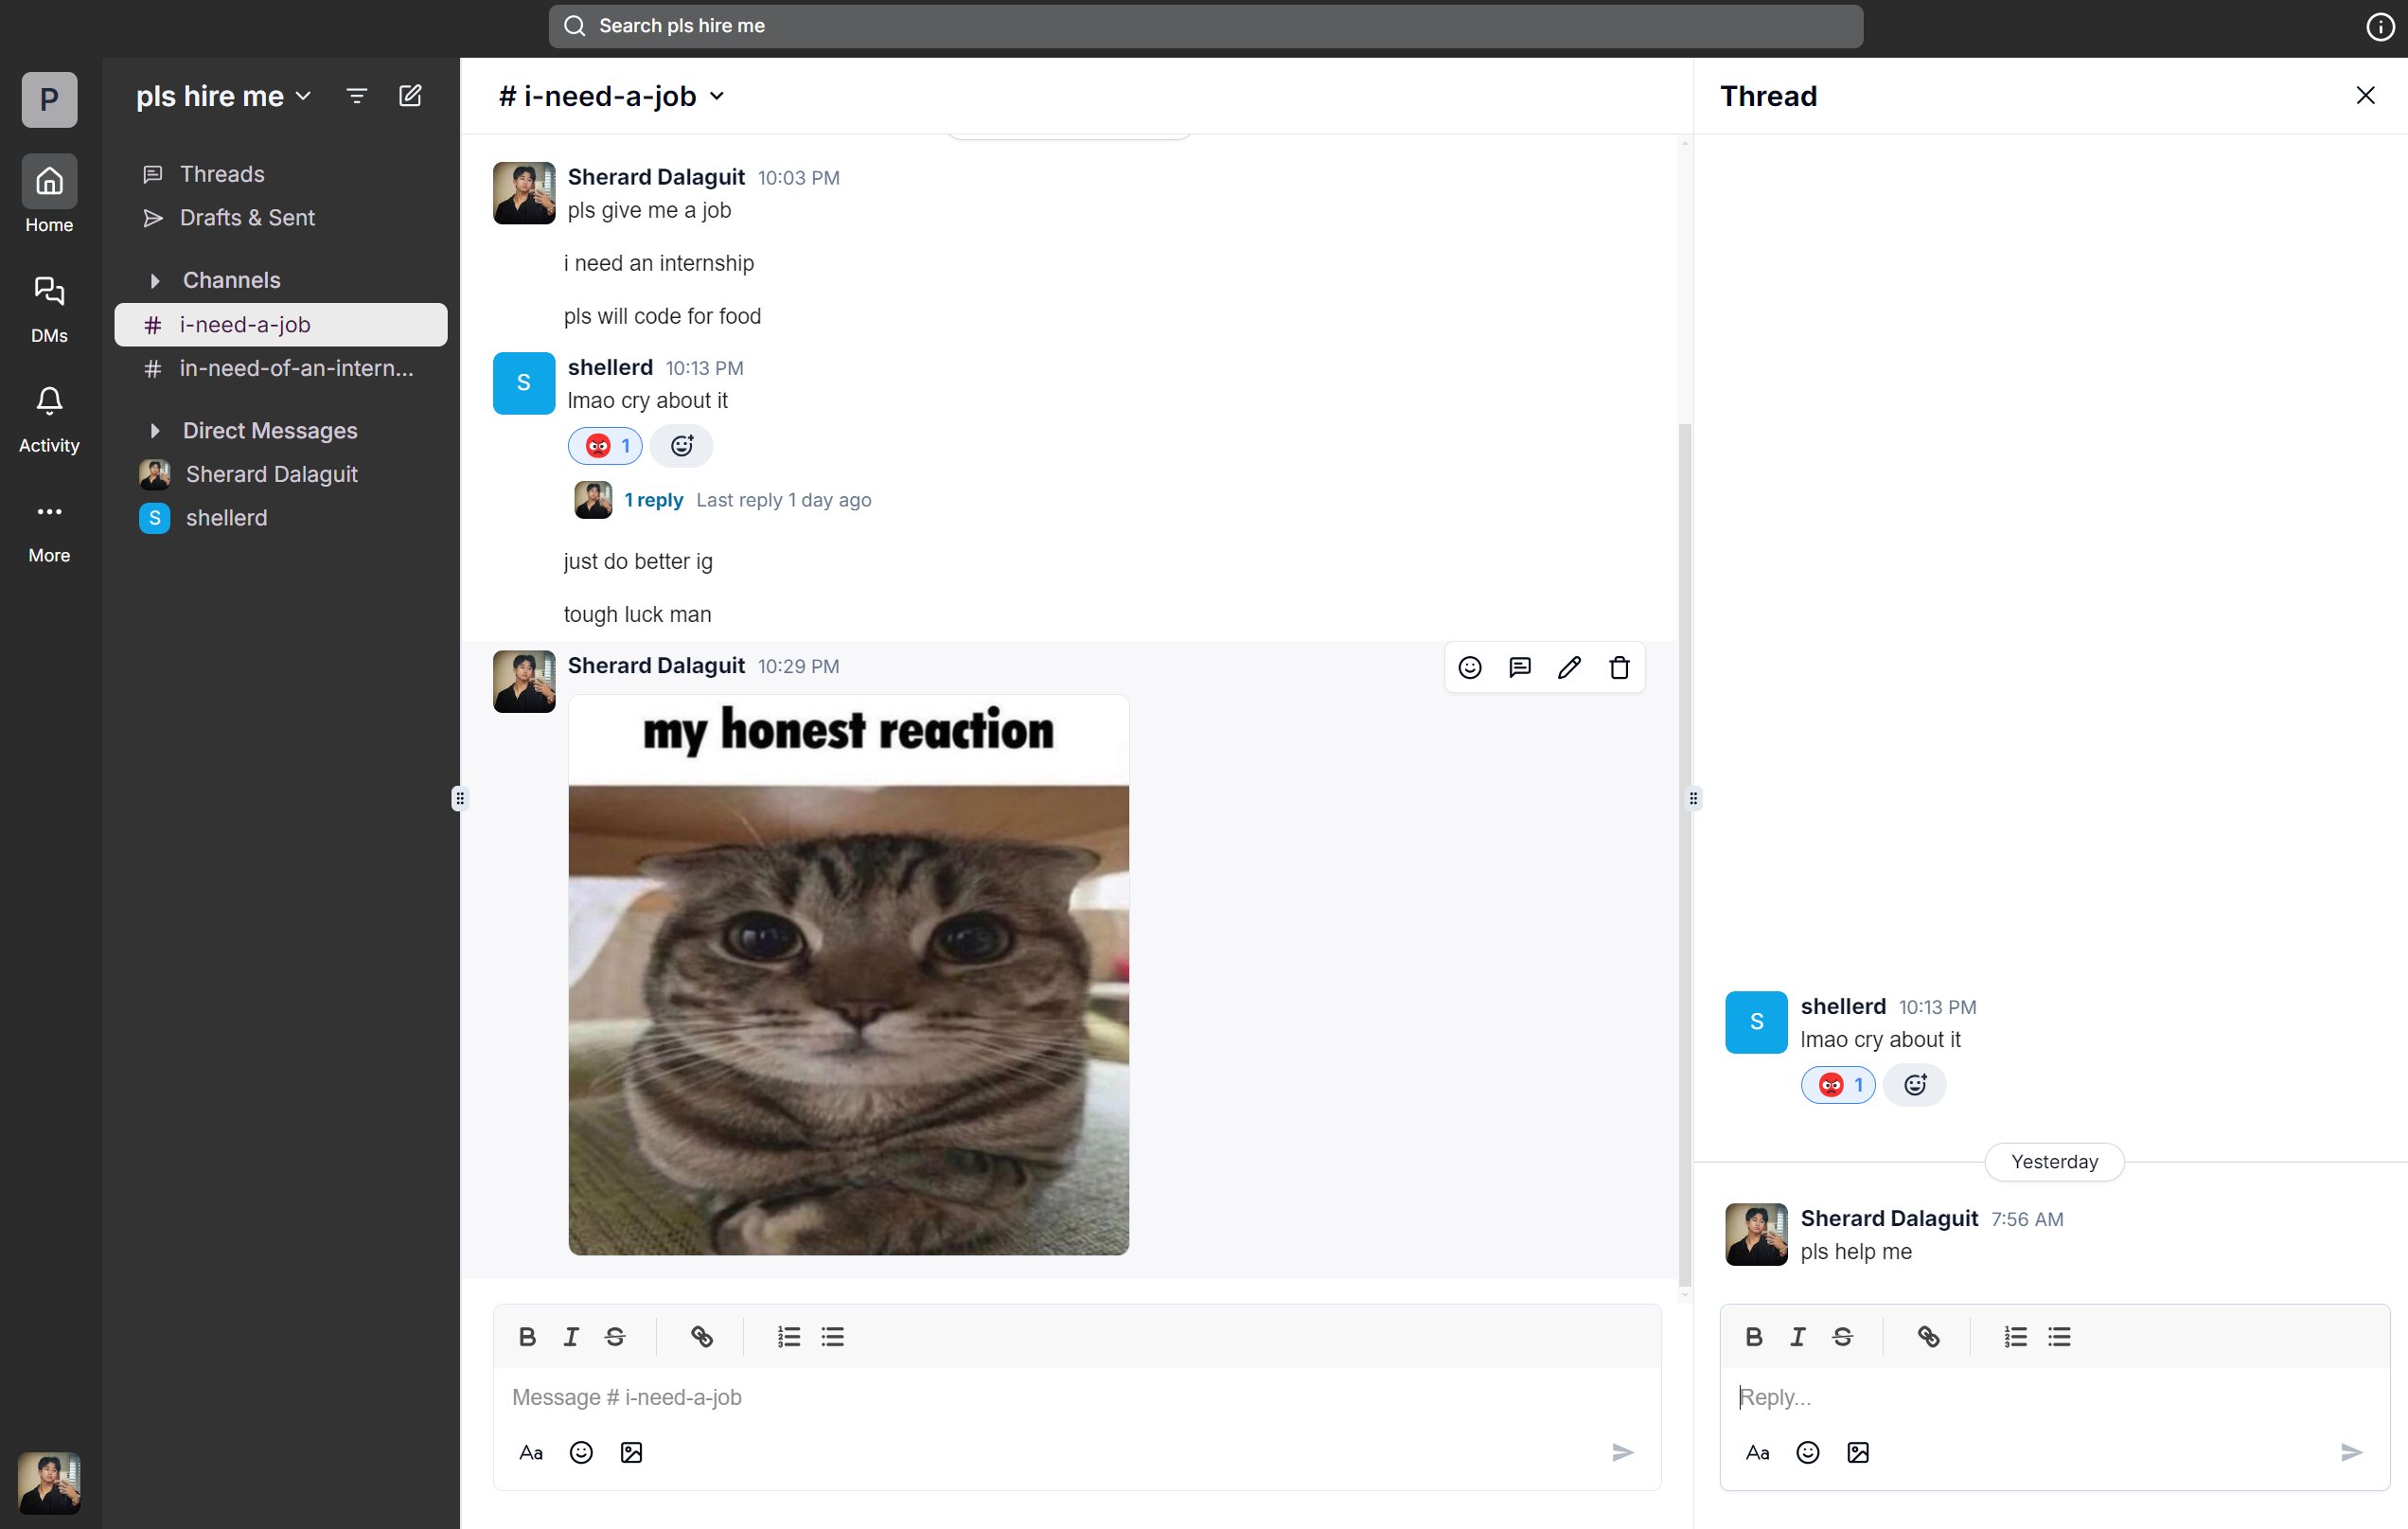 Search pls hire me
P
Home
DMs
Activity
More
pls hire me
Threads
Drafts & Sent
Channels
# i-need-a-job
# in-need-of-an-intern...
Direct Messages
Sherard Dalaguit
S shellerd
# i-need-a-job
Sherard Dalaguit 10:03 PM
pls give me a job
i need an internship
pls will code for food
S
shellerd 10:13 PM
lmao cry about it
1
1 reply Last reply 1 day ago
just do better ig
tough luck man
Sherard Dalaguit 10:29 PM
my honest reaction
Message # i-need-a-job
Aa
Thread
S
shellerd 10:13 PM
lmao cry about it
1
Yesterday
Sherard Dalaguit 7:56 AM
pls help me
Reply...
Aa